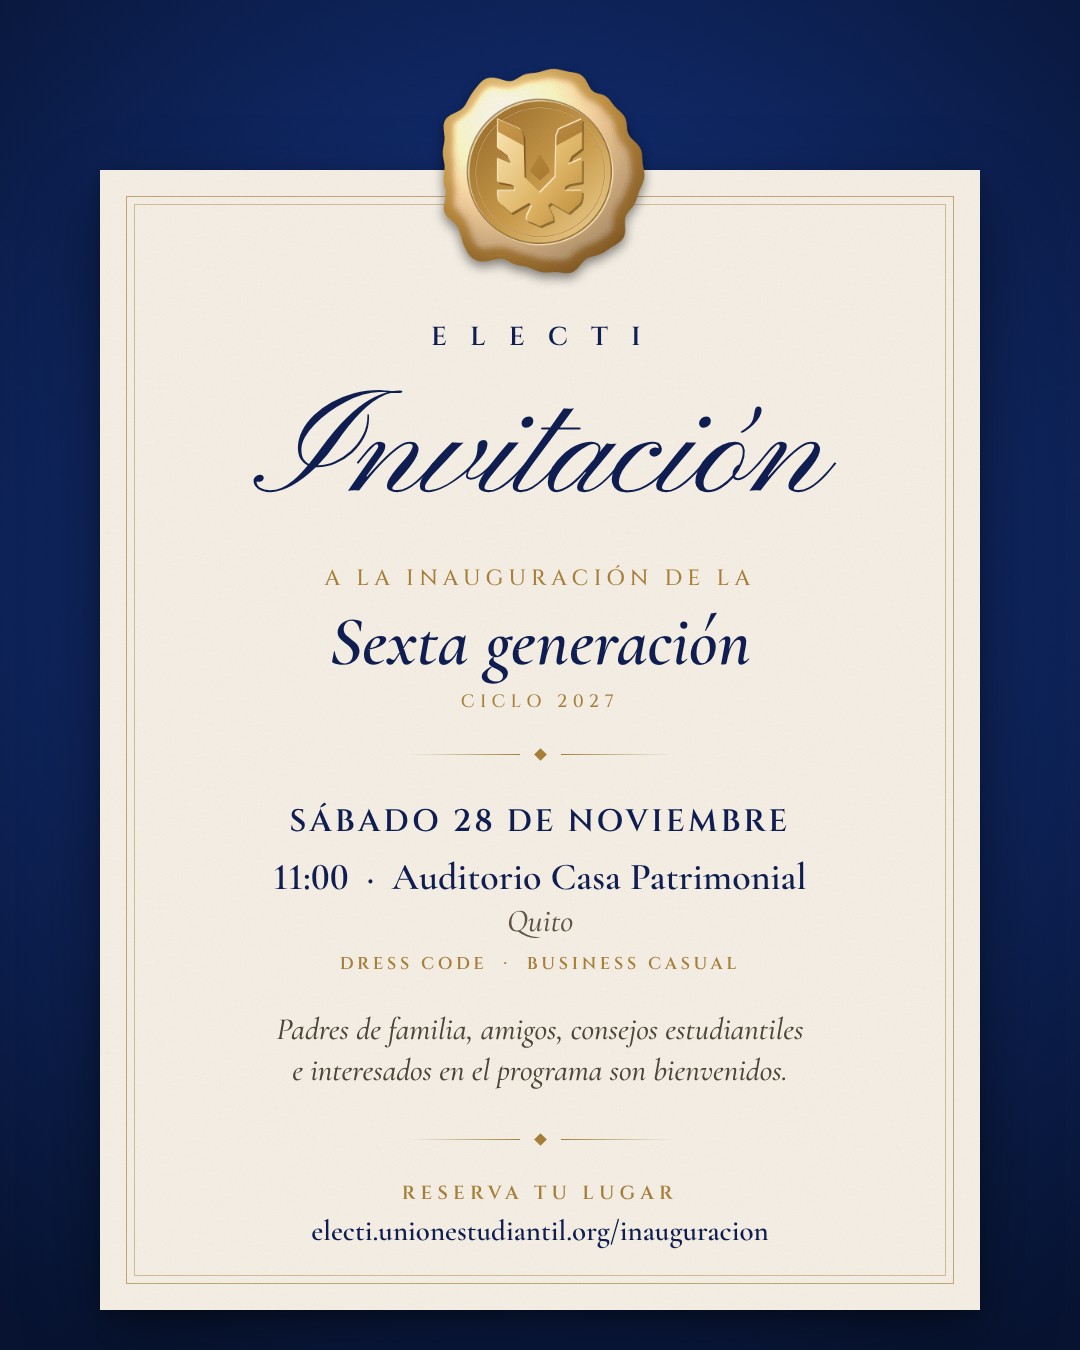 ELECTI
Invitación
A LA INAUGURACIÓN DE LA
Sexta generación
CICLO 2027
SÁBADO 28 DE NOVIEMBRE
11:00 · Auditorio Casa Patrimonial
Quito
DRESS CODE · BUSINESS CASUAL
Padres de familia, amigos, consejos estudiantiles
e interesados en el programa son bienvenidos.
RESERVA TU LUGAR
electi.unionestudiantil.org/inauguracion